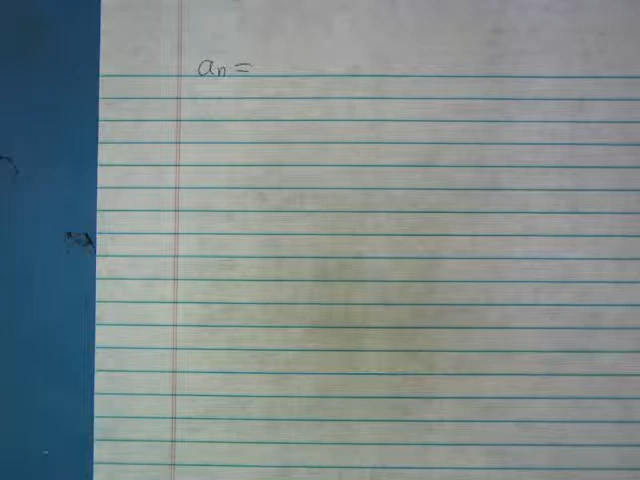 aₙ =